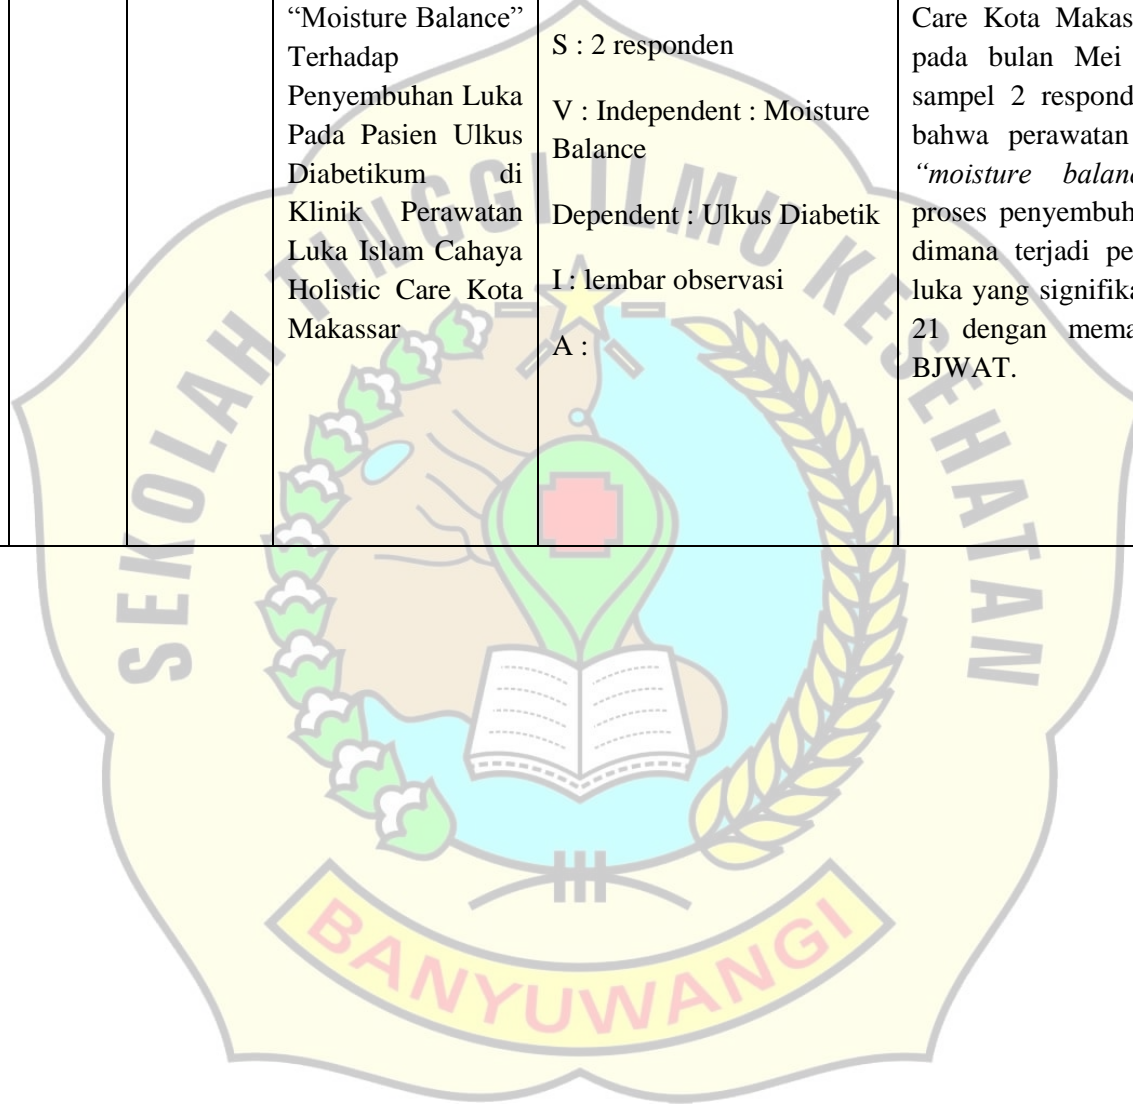 “Moisture Balance”
Terhadap
Penyembuhan Luka
Pada Pasien Ulkus
Diabetikum di
Klinik Perawatan
Luka Islam Cahaya
Holistic Care Kota
Makassar
S : 2 responden
V : Independent : Moisture
Balance
Dependent : Ulkus Diabetik
I : lembar observasi
A :
Care Kota Makas
pada bulan Mei
sampel 2 respond
bahwa perawatan
“moisture balan
proses penyembuh
dimana terjadi pe
luka yang signifika
21 dengan mema
BJWAT.
SEKOLAH TINGGI ILMU KESEHATAN
BANYUWANGI